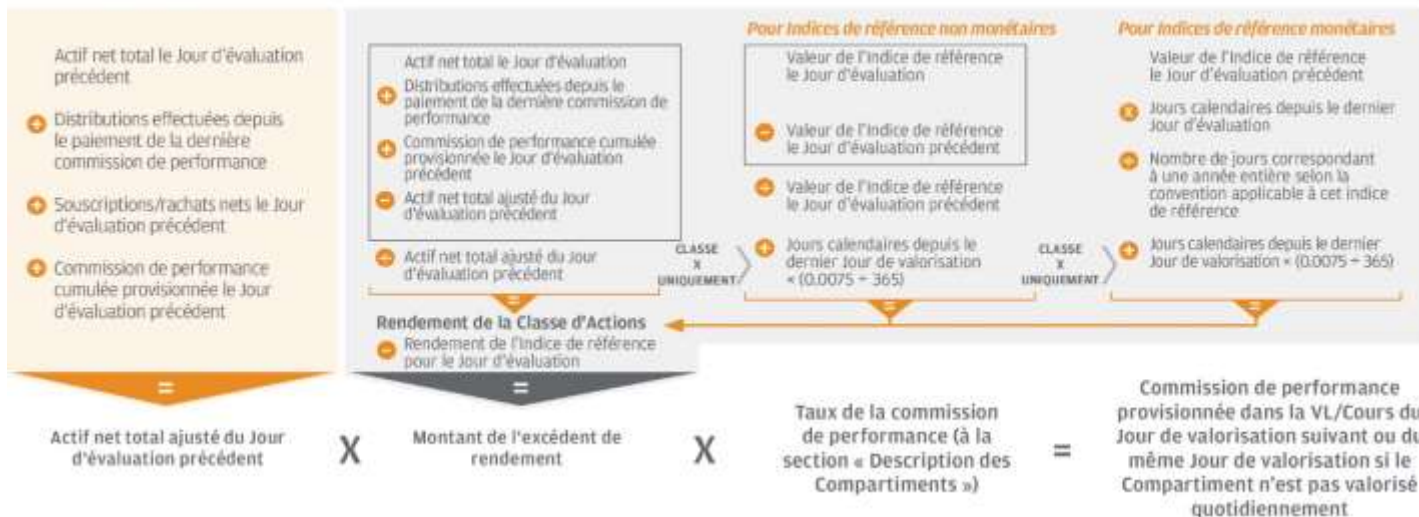 Actif net total le Jour d'évaluation
précédent
+ Distributions effectuées depuis
le paiement de la dernière
commission de performance
+ Souscriptions/rachats nets le Jour
d'évaluation précédent
+ Commission de performance
cumulée provisionnée le Jour
d'évaluation précédent
=
Actif net total ajusté du Jour
d'évaluation précédent
X
Actif net total le Jour d'évaluation
+ Distributions effectuées depuis le
paiement de la dernière commission de
performance
+ Commission de performance cumulée
provisionnée le Jour d'évaluation
précédent
− Actif net total ajusté du Jour
d'évaluation précédent
÷ Actif net total ajusté du Jour
d'évaluation précédent
=
Rendement de la Classe d'Actions
− Rendement de l'Indice de référence
pour le Jour d'évaluation
=
Montant de l'excédent de
rendement
CLASSE
X
UNIQUEMENT
Pour Indices de référence non monétaires
Valeur de l'Indice de référence
le Jour d'évaluation
− Valeur de l'Indice de référence
le Jour d'évaluation précédent
÷ Valeur de l'Indice de référence
le Jour d'évaluation précédent
+ Jours calendaires depuis le
dernier Jour de valorisation
× (0.0075 ÷ 365)
=
CLASSE
X
UNIQUEMENT
Pour Indices de référence monétaires
Valeur de l'Indice de référence
le Jour d'évaluation précédent
x Jours calendaires depuis le dernier
Jour d'évaluation
÷ Nombre de jours correspondant
à une année entière selon la
convention applicable à cet indice
de référence
+ Jours calendaires depuis le dernier
Jour de valorisation × (0.0075 ÷ 365)
=
X
Taux de la commission
de performance (à la
section « Description des
Compartiments »)
=
Commission de performance
provisionnée dans la VL/Cours du
Jour de valorisation suivant ou du
même Jour de valorisation si le
Compartiment n'est pas valorisé
quotidiennement